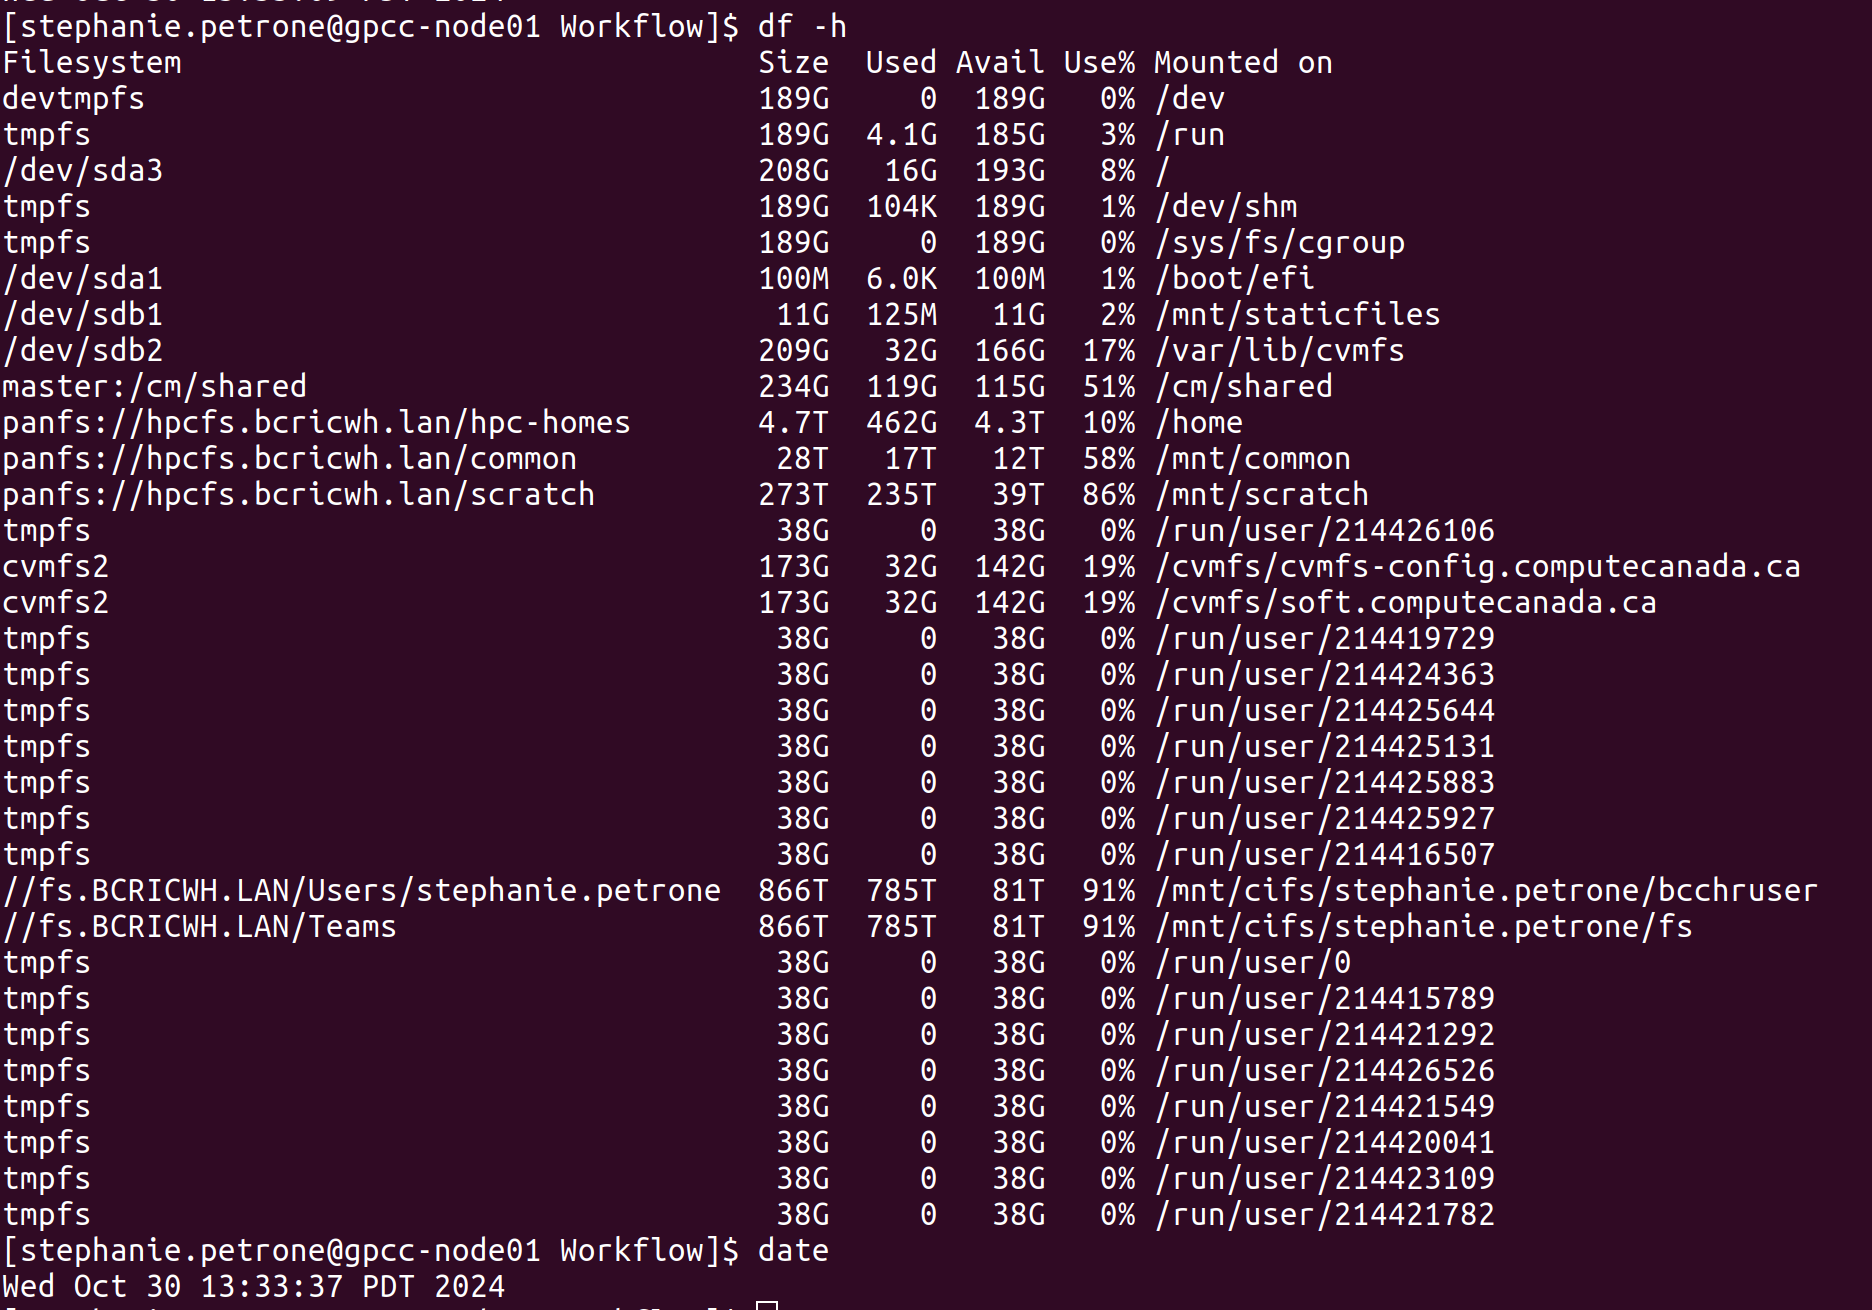 [stephanie.petrone@gpcc-node01 Workflow]$ df -h
Filesystem Size Used Avail Use% Mounted on
devtmpfs 189G 0 189G 0% /dev
tmpfs 189G 4.1G 185G 3% /run
/dev/sda3 208G 16G 193G 8% /
tmpfs 189G 104K 189G 1% /dev/shm
tmpfs 189G 0 189G 0% /sys/fs/cgroup
/dev/sda1 100M 6.0K 100M 1% /boot/efi
/dev/sdb1 11G 125M 11G 2% /mnt/staticfiles
/dev/sdb2 209G 32G 166G 17% /var/lib/cvmfs
master:/cm/shared 234G 119G 115G 51% /cm/shared
panfs://hpcfs.bcricwh.lan/hpc-homes 4.7T 462G 4.3T 10% /home
panfs://hpcfs.bcricwh.lan/common 28T 17T 12T 58% /mnt/common
panfs://hpcfs.bcricwh.lan/scratch 273T 235T 39T 86% /mnt/scratch
tmpfs 38G 0 38G 0% /run/user/214426106
cvmfs2 173G 32G 142G 19% /cvmfs/cvmfs-config.computecanada.ca
cvmfs2 173G 32G 142G 19% /cvmfs/soft.computecanada.ca
tmpfs 38G 0 38G 0% /run/user/214419729
tmpfs 38G 0 38G 0% /run/user/214424363
tmpfs 38G 0 38G 0% /run/user/214425644
tmpfs 38G 0 38G 0% /run/user/214425131
tmpfs 38G 0 38G 0% /run/user/214425883
tmpfs 38G 0 38G 0% /run/user/214425927
tmpfs 38G 0 38G 0% /run/user/214416507
//fs.BCRICWH.LAN/Users/stephanie.petrone 866T 785T 81T 91% /mnt/cifs/stephanie.petrone/bcchruser
//fs.BCRICWH.LAN/Teams 866T 785T 81T 91% /mnt/cifs/stephanie.petrone/fs
tmpfs 38G 0 38G 0% /run/user/0
tmpfs 38G 0 38G 0% /run/user/214415789
tmpfs 38G 0 38G 0% /run/user/214421292
tmpfs 38G 0 38G 0% /run/user/214426526
tmpfs 38G 0 38G 0% /run/user/214421549
tmpfs 38G 0 38G 0% /run/user/214420041
tmpfs 38G 0 38G 0% /run/user/214423109
tmpfs 38G 0 38G 0% /run/user/214421782
[stephanie.petrone@gpcc-node01 Workflow]$ date
Wed Oct 30 13:33:37 PDT 2024